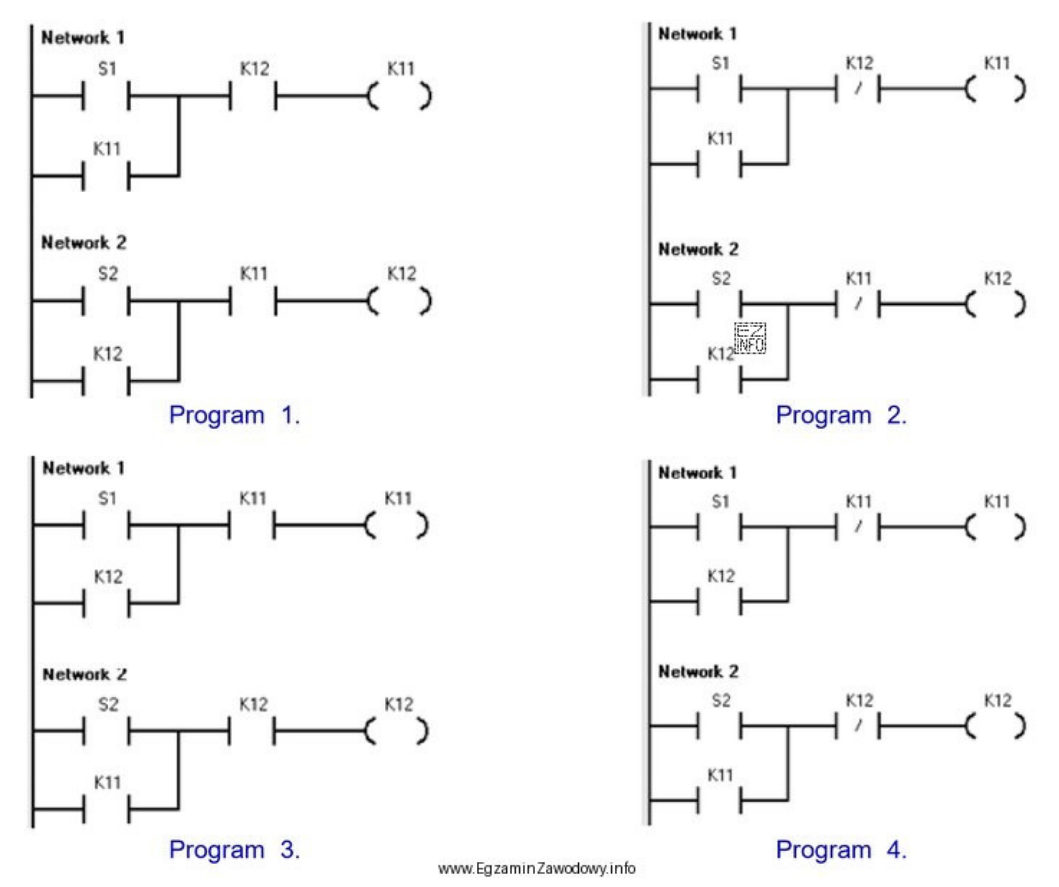 Network 1
S1 K12 K11
K11
Network 2
S2 K11 K12
K12
Program 1.
Network 1
S1 K12 K11
/
K11
Network 2
S2 K11 K12
/
EZ
INFO
K12
Program 2.
Network 1
S1 K11 K11
K12
Network 2
S2 K12 K12
K11
Program 3.
Network 1
S1 K11 K11
/
K12
Network 2
S2 K12 K12
/
K11
Program 4.
www.EgzaminZawodowy.info